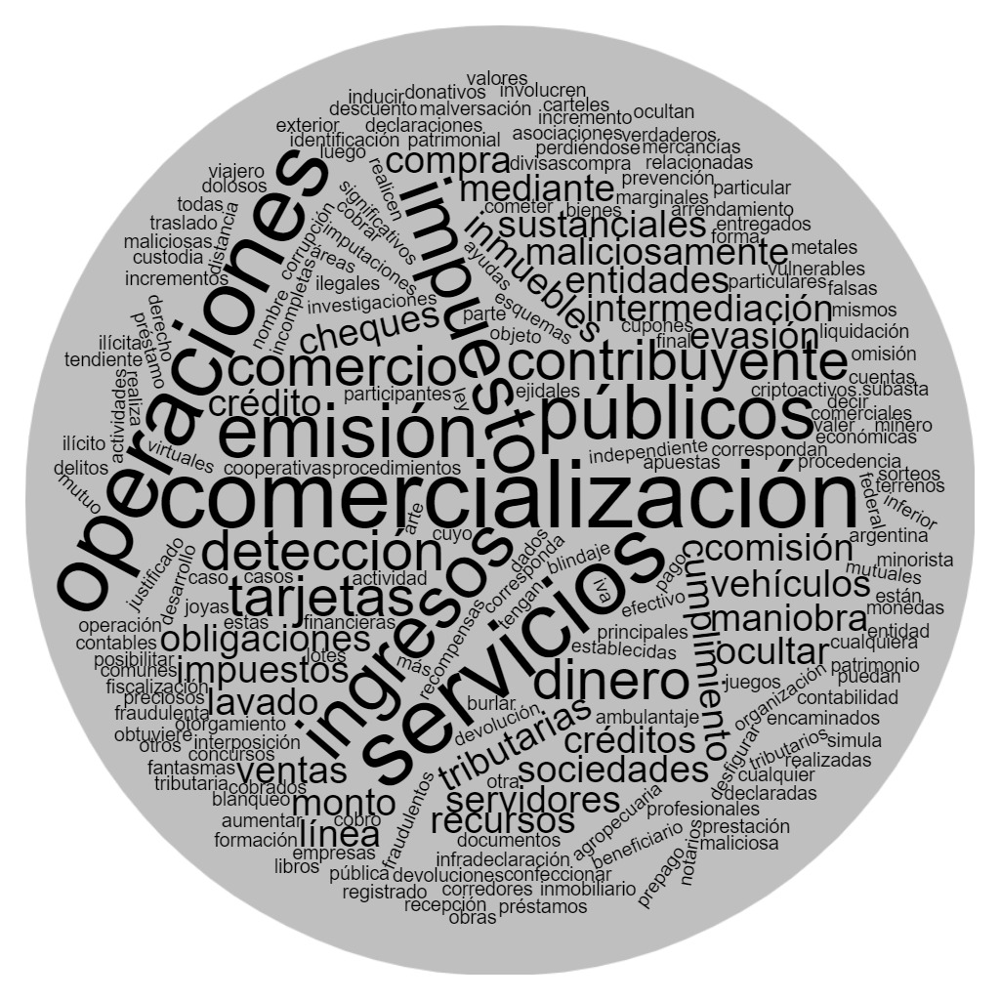 valores
inducir
donativos
involucren
descuento
malversación
carteles
incremento
ocultan
exterior
declaraciones
asociaciones
verdaderos
identificación
patrimonial
perdiéndose
mercancías
luego
compra
divisas
compra
relacionadas
realicen
viajero
dolosos
significativos
mediante
prevención
particular
marginales
todas
cobrar
cometer
bienes
arrendamiento
traslado
distancia
corrupción
imputaciones
impuesto
inmuebles
sustanciales
entregados
forma
maliciosas
áreas
ayudas
maliciosamente
metales
custodia
operaciones
incrementos
ilegales
entidades
particulares
vulnerables
falsas
nombre
incompletas
investigaciones
esquemas
intermediación
mismos
derecho
préstamo
cheques
parte
objeto
cupones
final
evasión
liquidación
ilícita
tendiente
comercio
contribuyente
omisión
cuentas
realiza
actividades
crédito
participantes
ley
ejidales
criptoactivos
subasta
decir
comerciales
emisión
públicos
valer
minero
económicas
ilícito
virtuales
independiente
correspondan
delitos
cooperativas
procedimientos
apuestas
procedencia
sorteos
mutuo
comercialización
federal
terrenos
inferior
arte
cuyo
argentina
justificado
desarrollo
detección
ingresos
dados
corresponda
blindaje
servicios
cumplimiento
comisión
minorista
mutuales
caso
casos
actividad
tengan
iva
pago
vehículos
están
joyas
tarjetas
efectivo
monedas
operación
estas
financieras
recompensas
principales
maniobra
entidad
contables
obligaciones
establecidas
ocultar
cualquiera
posibilitar
lotes
más
patrimonio
comunes
impuestos
dinero
juegos
organización
puedan
fiscalización
preciosos
lavado
burlar
contabilidad
fraudulenta
otorgamiento
devolución
tributarias
ambulantaje
encaminados
obtuviere
otros
interposición
créditos
desfigurar
tributarios
simula
concursos
realizadas
fantasmas
ventas
sociedades
cualquier
tributaria
cobrados
otra
declaradas
blanqueo
monto
servidores
profesionales
aumentar
cobro
fraudulentos
recursos
agropecuaria
prestación
formación
línea
documentos
beneficiario
notarios
maliciosa
empresas
infradeclaración
libros
pública
devoluciones
confeccionar
prepago
registrado
corredores
inmobiliario
recepción
préstamos
obras